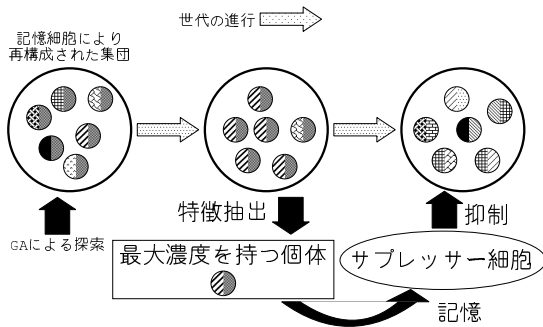 世代の進行
記憶細胞により
再構成された集団
特徴抽出
抑制
GAによる探索
最大濃度を持つ個体
サプレッサー細胞
記憶